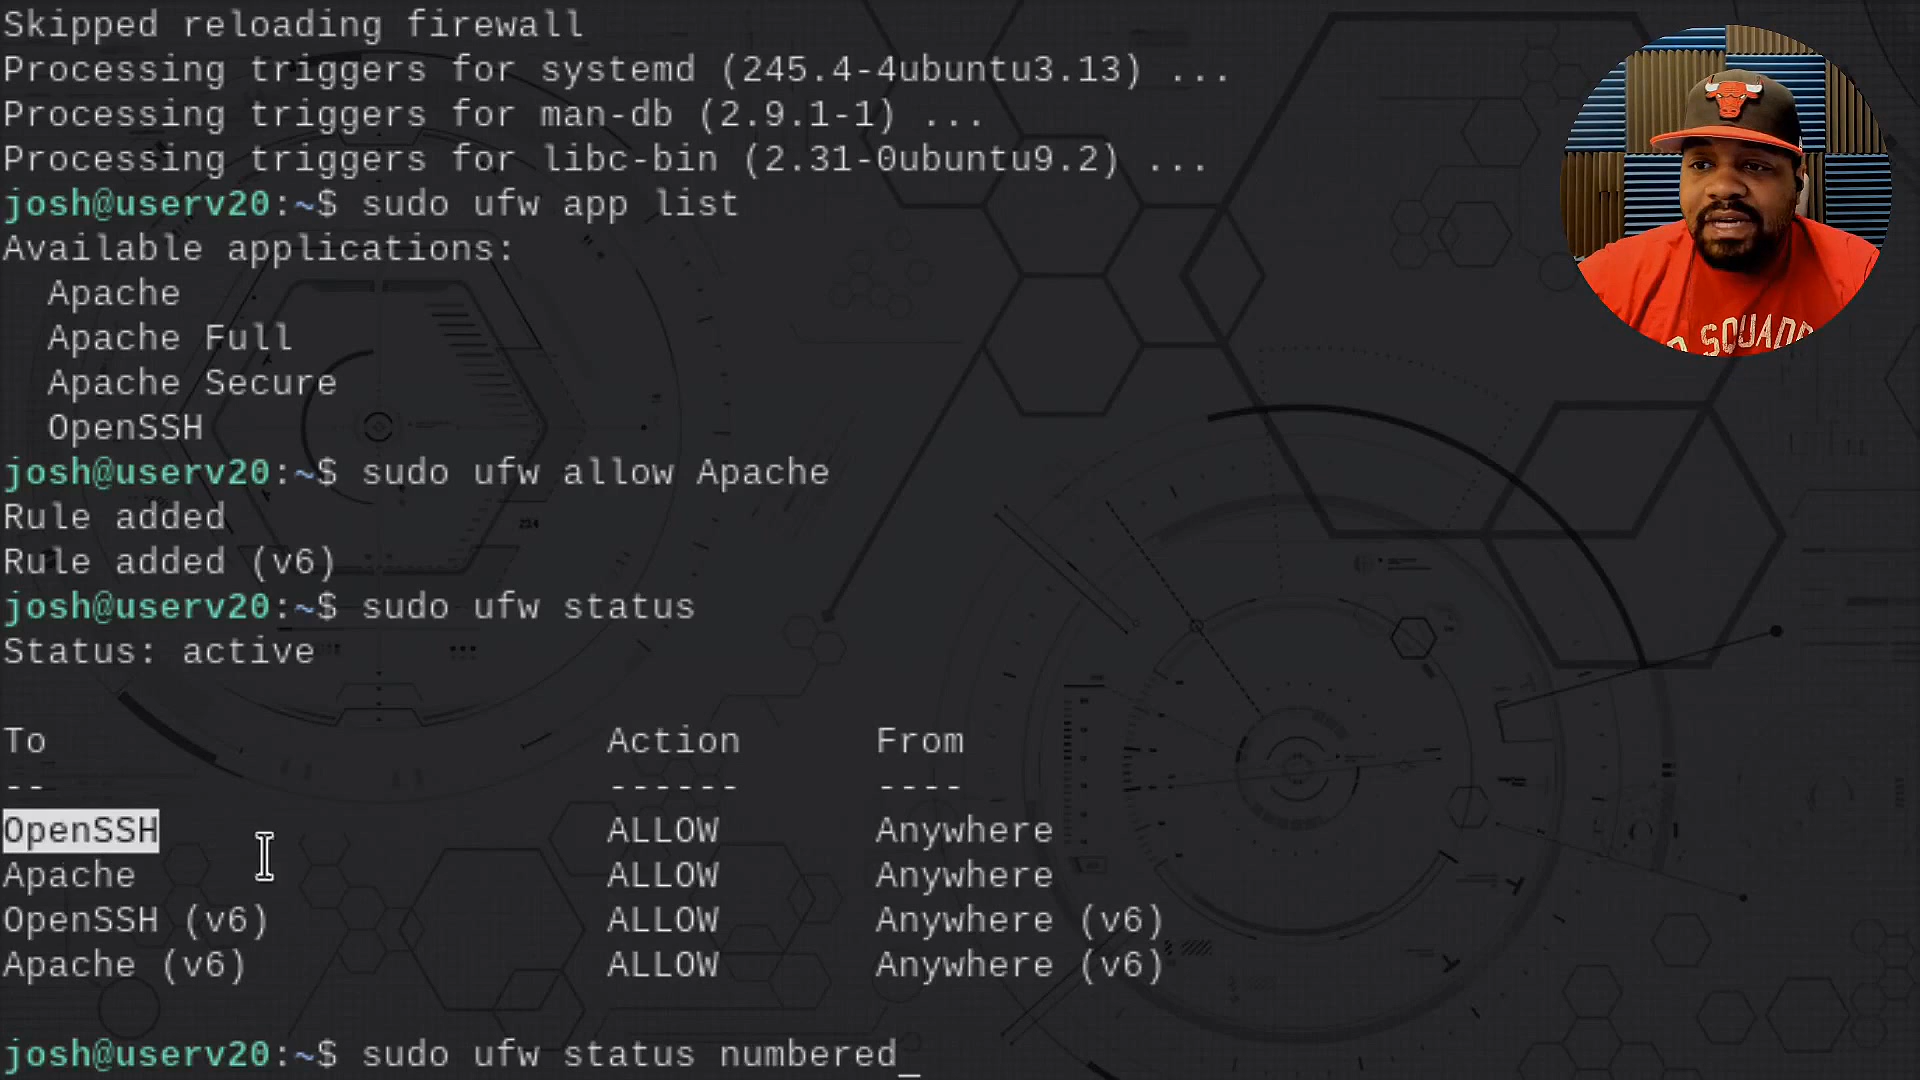 Skipped reloading firewall
Processing triggers for systemd (245.4-4ubuntu3.13) ...
Processing triggers for man-db (2.9.1-1) ...
Processing triggers for libc-bin (2.31-0ubuntu9.2) ...
josh@userv20:~$ sudo ufw app list
Available applications:
  Apache
  Apache Full
  Apache Secure
  OpenSSH
josh@userv20:~$ sudo ufw allow Apache
Rule added
Rule added (v6)
josh@userv20:~$ sudo ufw status
Status: active
To                         Action      From
--                         ------      ----
OpenSSH                    ALLOW       Anywhere
Apache                     ALLOW       Anywhere
OpenSSH (v6)               ALLOW       Anywhere (v6)
Apache (v6)                ALLOW       Anywhere (v6)
josh@userv20:~$ sudo ufw status numbered_
SQUAD